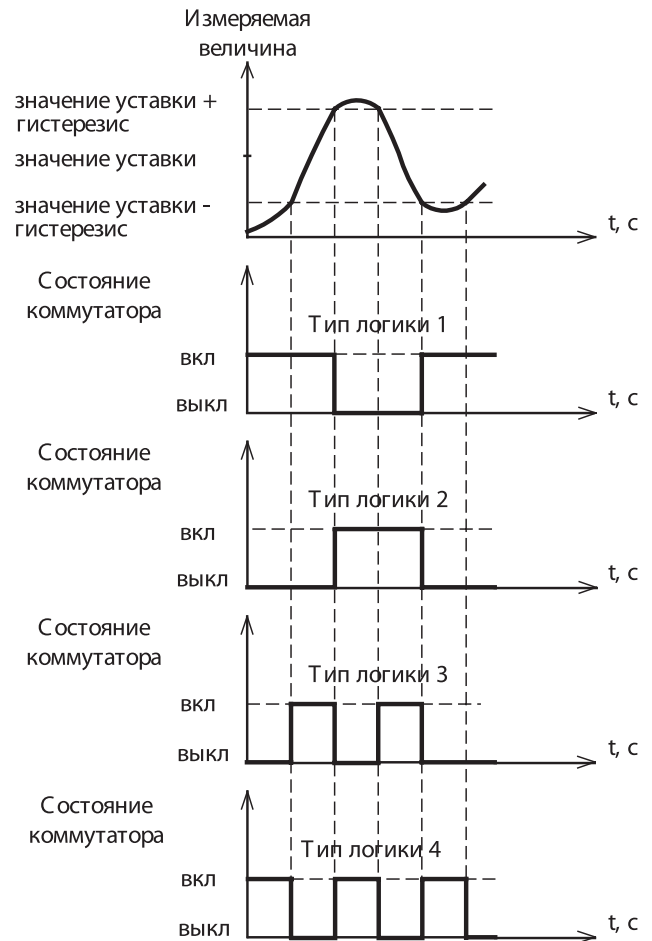 Измеряемая
величина
значение уставки +
гистерезис
значение уставки
значение уставки -
гистерезис
t, с
Состояние
коммутатора
Тип логики 1
вкл
выкл
t, с
Состояние
коммутатора
Тип логики 2
вкл
выкл
t, с
Состояние
коммутатора
Тип логики 3
вкл
выкл
t, с
Состояние
коммутатора
Тип логики 4
вкл
выкл
t, с